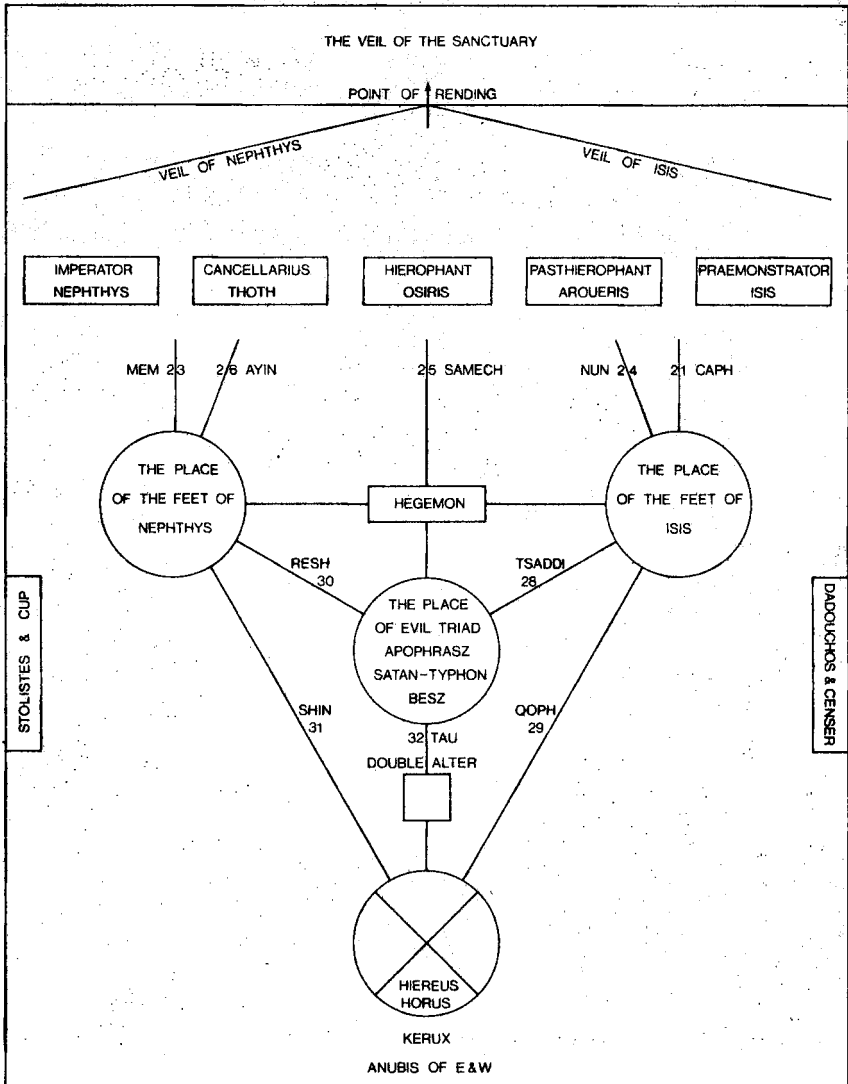 THE VEIL OF THE SANCTUARY
POINT OF RENDING
VEIL OF NEPHTHYS
VEIL OF ISIS
IMPERATOR
NEPHTHYS
CANCELLARIUS
THOTH
HIEROPHANT
OSIRIS
PASTHIEROPHANT
AROUERIS
PRAEMONSTRATOR
ISIS
MEM 23
26 AYIN
25 SAMECH
NUN 24
21 CAPH
THE PLACE
OF THE FEET OF
NEPHTHYS
HEGEMON
THE PLACE
OF THE FEET OF
ISIS
RESH
30
TSADDI
28
THE PLACE
OF EVIL TRIAD
APOPHRASZ
SATAN-TYPHON
BESZ
STOLISTES & CUP
DADOUCHOS & CENSER
SHIN
31
QOPH
29
32 TAU
DOUBLE ALTER
HIEREUS
HORUS
KERUX
ANUBIS OF E&W